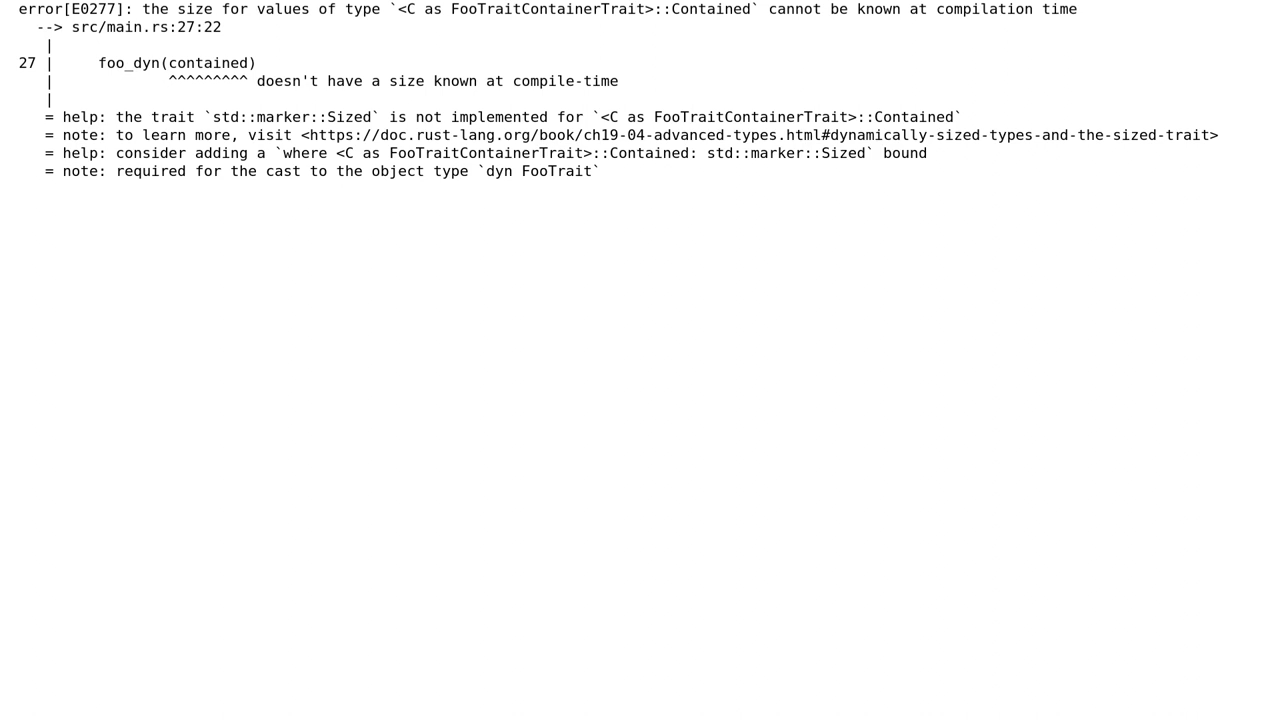 error[E0277]: the size for values of type `<C as FooTraitContainerTrait>::Contained` cannot be known at compilation time
  --> src/main.rs:27:22
   |
27 |     foo_dyn(contained)
   |             ^^^^^^^^^ doesn't have a size known at compile-time
   |
   = help: the trait `std::marker::Sized` is not implemented for `<C as FooTraitContainerTrait>::Contained`
   = note: to learn more, visit <https://doc.rust-lang.org/book/ch19-04-advanced-types.html#dynamically-sized-types-and-the-sized-trait>
   = help: consider adding a `where <C as FooTraitContainerTrait>::Contained: std::marker::Sized` bound
   = note: required for the cast to the object type `dyn FooTrait`